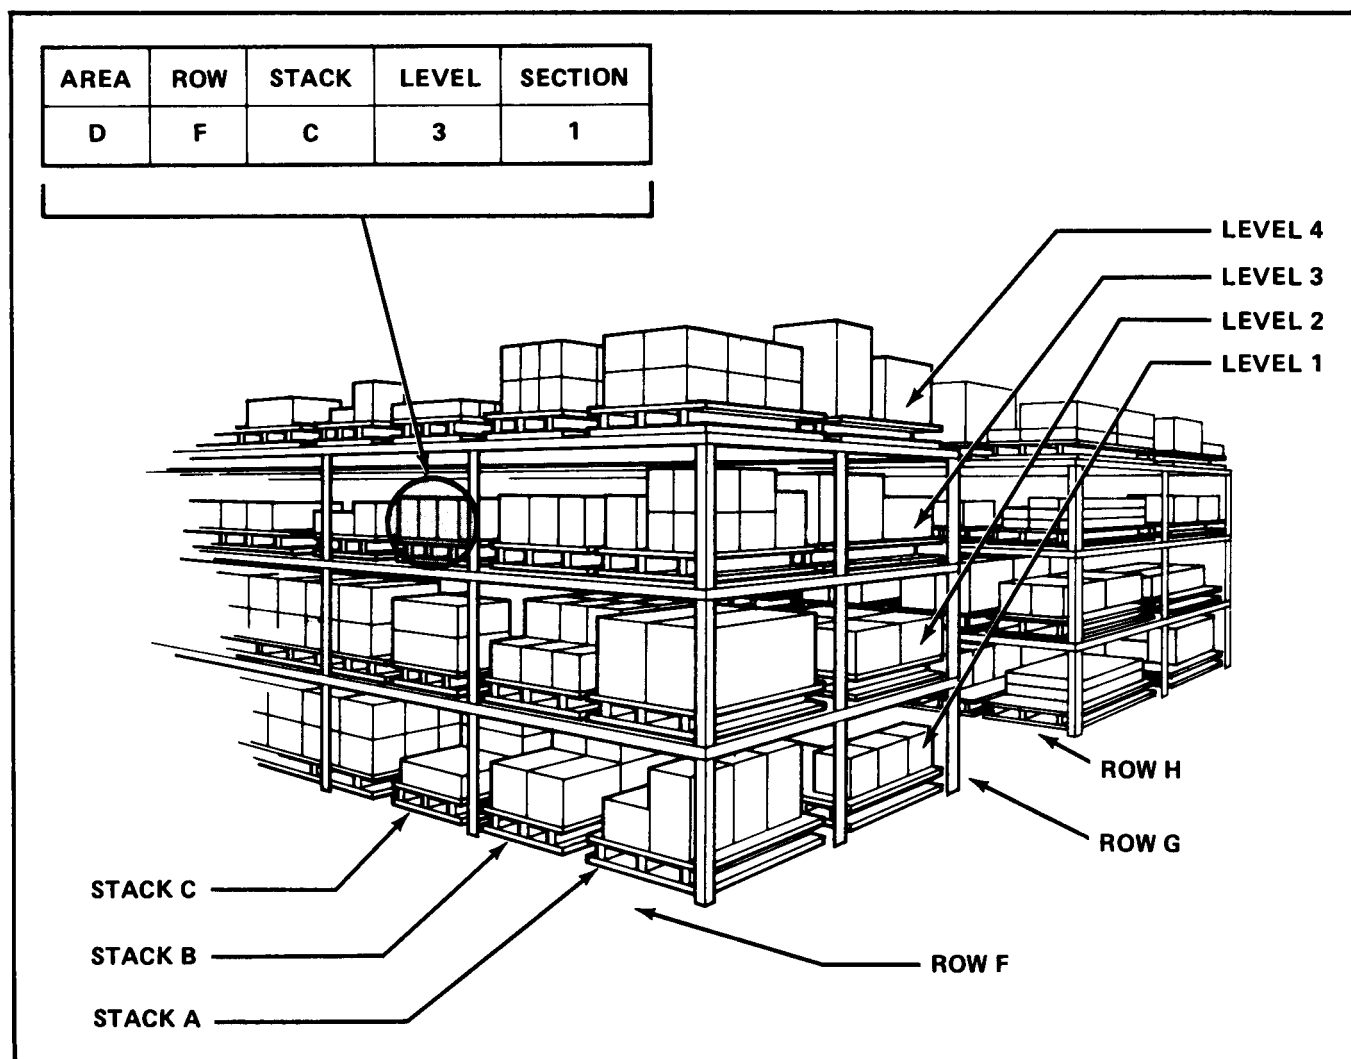 AREA ROW STACK LEVEL SECTION
D F C 3 1
LEVEL 4
LEVEL 3
LEVEL 2
LEVEL 1
ROW H
ROW G
STACK C
STACK B
ROW F
STACK A